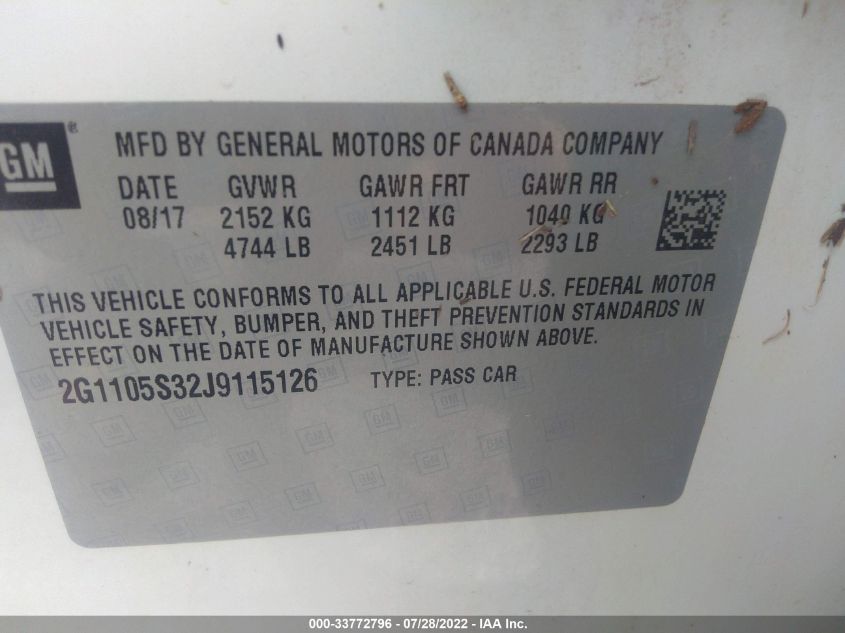 GM ®
MFD BY GENERAL MOTORS OF CANADA COMPANY
DATE GVWR GAWR FRT GAWR RR
08/17 2152 KG 1112 KG 1040 KG
4744 LB 2451 LB 2293 LB
THIS VEHICLE CONFORMS TO ALL APPLICABLE U.S. FEDERAL MOTOR
VEHICLE SAFETY, BUMPER, AND THEFT PREVENTION STANDARDS IN
EFFECT ON THE DATE OF MANUFACTURE SHOWN ABOVE.
2G1105S32J9115126 TYPE: PASS CAR
000-33772796 - 07/28/2022 - IAA Inc.